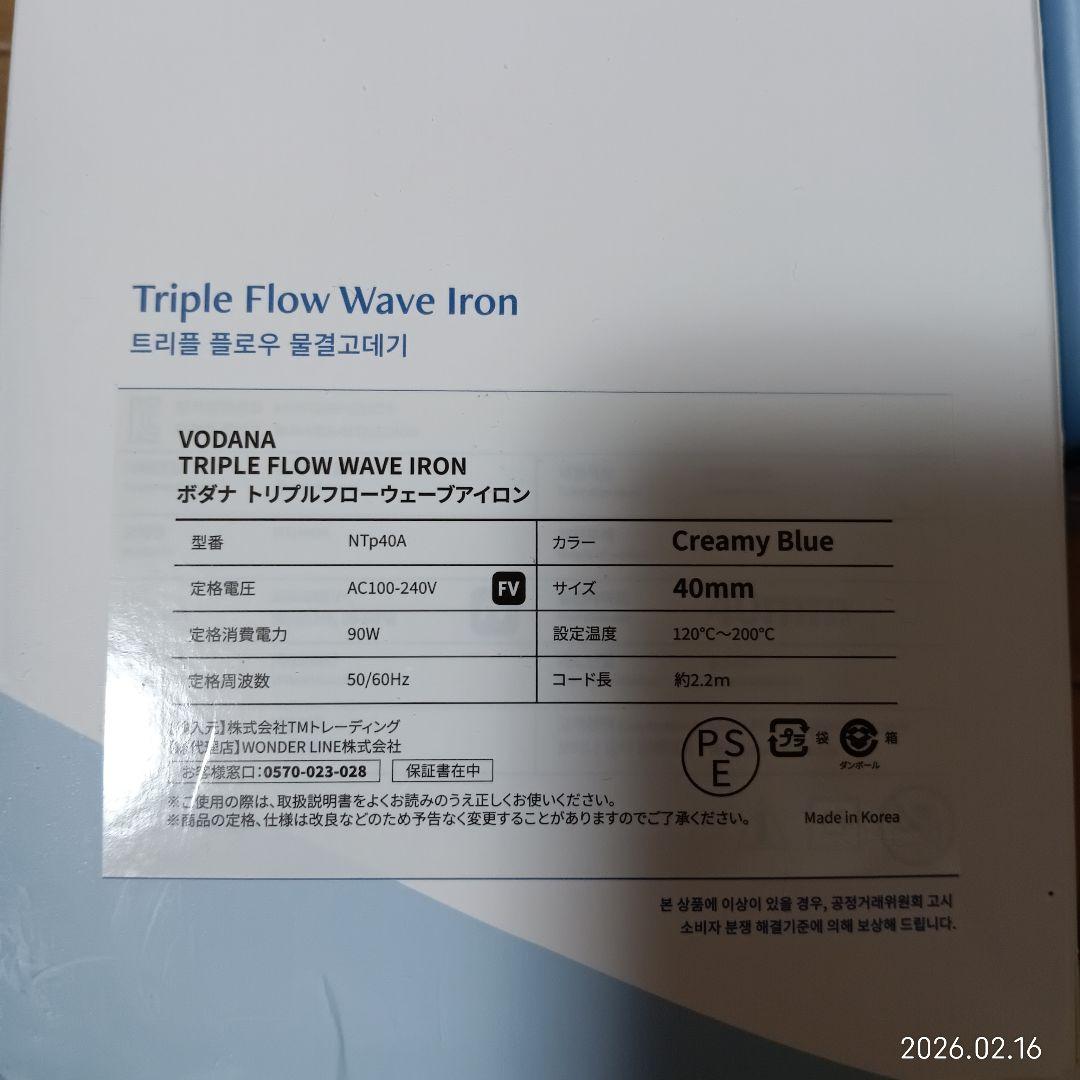 Triple Flow Wave Iron
트리플 플로우 물결고데기
VODANA
TRIPLE FLOW WAVE IRON
ボダナ トリプルフローウェーブアイロン
型番 NTp40A カラー Creamy Blue
定格電圧 AC100-240V FV サイズ 40mm
定格消費電力 90W 設定温度 120℃～200℃
定格周波数 50/60Hz コード長 約2.2m
入元】株式会社TMトレーディング
代理店】WONDER LINE株式会社
お客様窓口：0570-023-028 保証書在中
PSE
プラ 袋
箱
ダンボール
※ご使用の際は、取扱説明書をよくお読みのうえ正しくお使いください。
※商品の定格、仕様は改良などのため予告なく変更することがありますのでご了承ください。
Made in Korea
본 상품에 이상이 있을 경우, 공정거래위원회 고시
소비자 분쟁 해결기준에 의해 보상해 드립니다.
2026.02.16